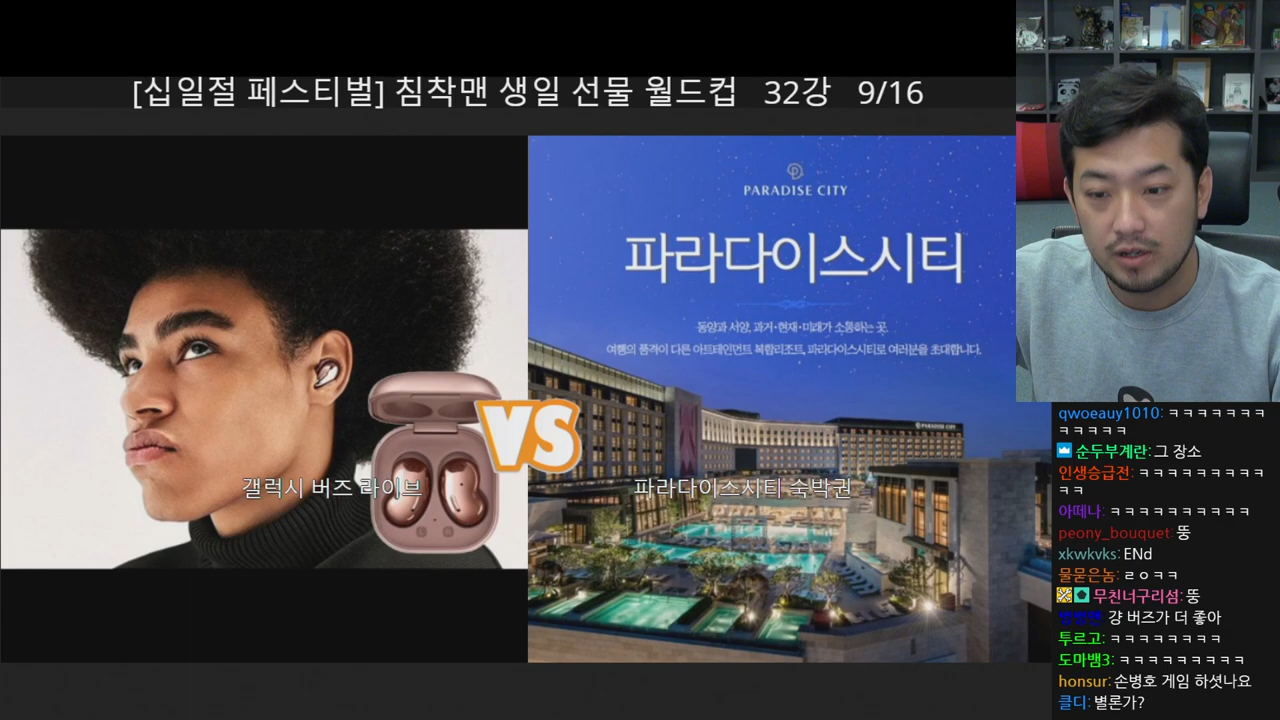 [십일절 페스티벌] 침착맨 생일 선물 월드컵 32강 9/16
PARADISE CITY
파라다이스시티
동양과 서양, 과거·현재·미래가 소통하는 곳.
여행의 품격이 다른 아트테인먼트 복합리조트, 파라다이스시티로 여러분을 초대합니다.
PARADISE CITY
VS
갤럭시 버즈 라이브
파라다이스시티 숙박권
qwoeauy1010: ㅋㅋㅋㅋㅋㅋㅋ
ㅋㅋㅋㅋㅋ
순두부계란: 그 장소
인생승급전: ㅋㅋㅋㅋㅋㅋㅋㅋㅋ
ㅋㅋ
아떼나: ㅋㅋㅋㅋㅋㅋㅋㅋㅋㅋ
peony_bouquet: 뚱
xkwkvks: ENd
물묻은놈: ㄹㅇㅋㅋ
무친너구리섬: 뚱
걍 버즈가 더 좋아
투르고: ㅋㅋㅋㅋㅋㅋㅋㅋ
도마뱀3: ㅋㅋㅋㅋㅋㅋㅋㅋㅋ
honsur: 손병호 게임 하셧나요
클디: 별론가?